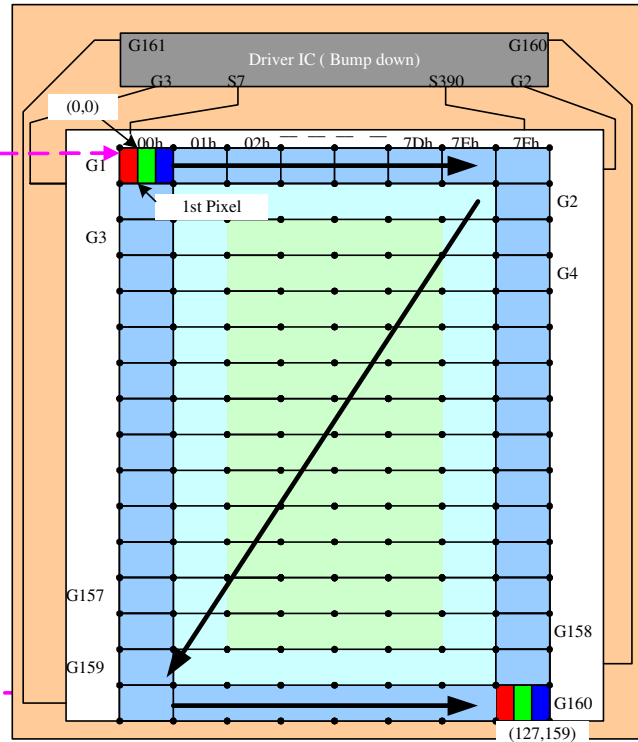 G161 G160
Driver IC ( Bump down)
G3 S7 S390 G2
(0,0)
00h 01h 02h 7Dh 7Eh 7Fh
G1
1st Pixel
G2
G3
G4
G157
G158
G159
G160
(127,159)